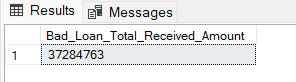 Results Messages
Bad_Loan_Total_Received_Amount
1 37284763